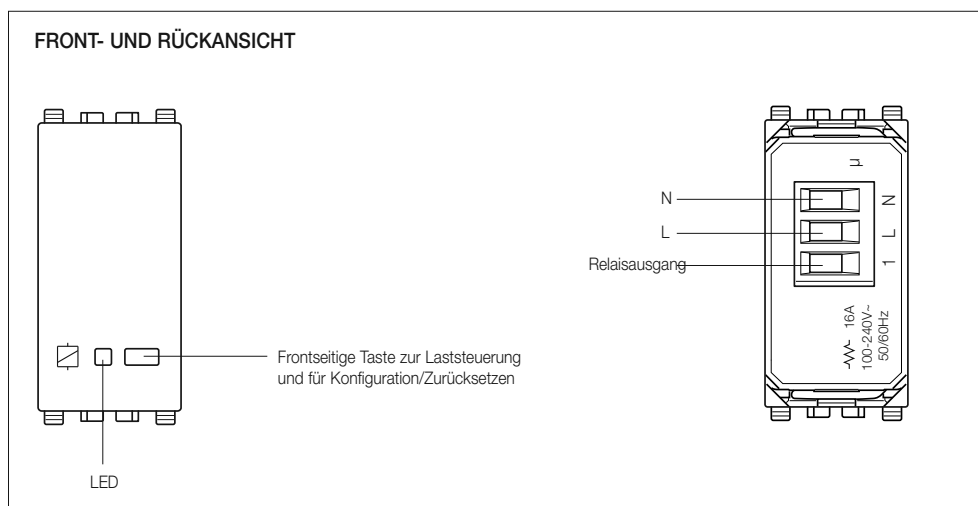 FRONT- UND RÜCKANSICHT
N
L
Relaisausgang
µ
N
L
1
16A
100-240V~
50/60Hz
Frontseitige Taste zur Laststeuerung
und für Konfiguration/Zurücksetzen
LED